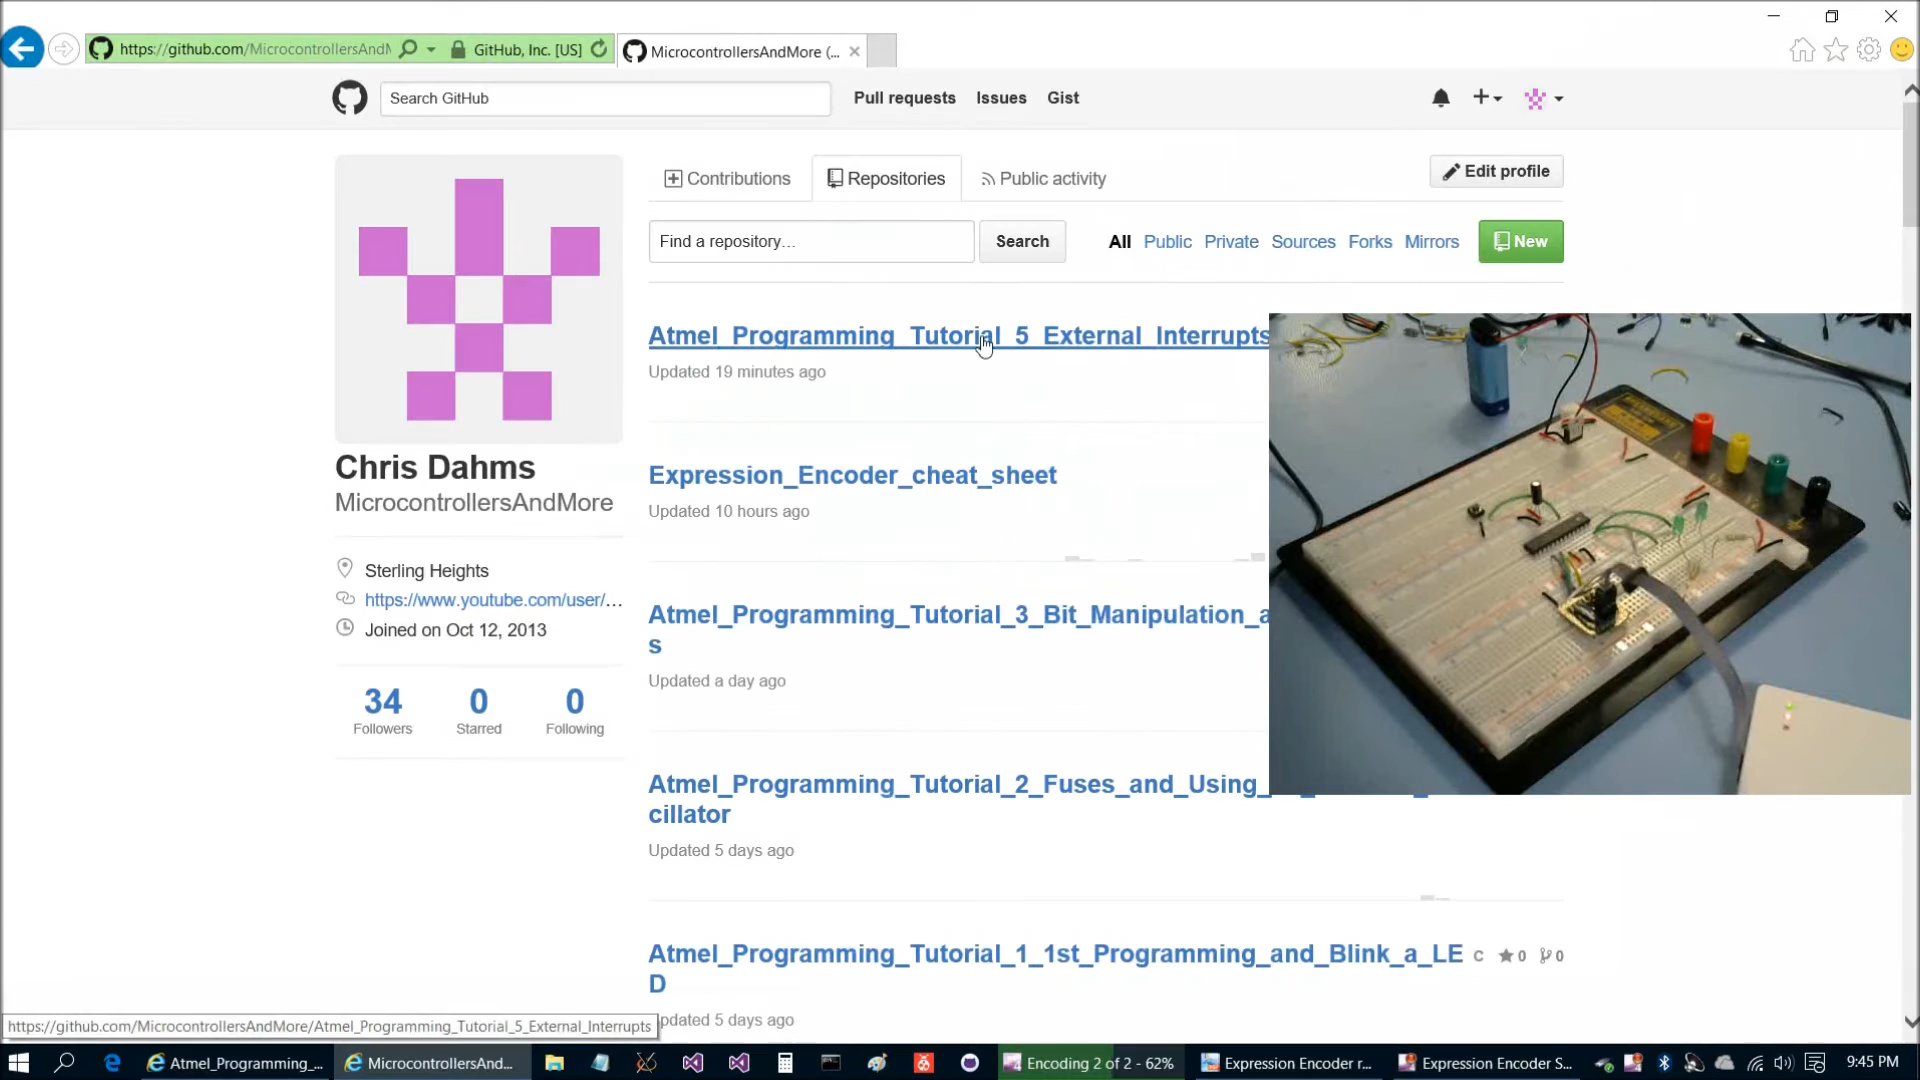 https://github.com/MicrocontrollersAndM
GitHub, Inc. [US]
MicrocontrollersAndMore (...
Search GitHub
Pull requests
Issues
Gist
Contributions
Repositories
Public activity
Edit profile
Find a repository...
Search
All
Public
Private
Sources
Forks
Mirrors
New
Atmel_Programming_Tutorial_5_External_Interrupts
Updated 19 minutes ago
Expression_Encoder_cheat_sheet
Updated 10 hours ago
Chris Dahms
MicrocontrollersAndMore
Sterling Heights
https://www.youtube.com/user/...
Joined on Oct 12, 2013
34
0
0
Followers
Starred
Following
Atmel_Programming_Tutorial_3_Bit_Manipulation_a
s
Updated a day ago
Atmel_Programming_Tutorial_2_Fuses_and_Using_
cillator
Updated 5 days ago
Atmel_Programming_Tutorial_1_1st_Programming_and_Blink_a_LE
D
C
0
0
pdated 5 days ago
https://github.com/MicrocontrollersAndMore/Atmel_Programming_Tutorial_5_External_Interrupts
Atmel_Programming_...
MicrocontrollersAnd...
Encoding 2 of 2 - 62%
Expression Encoder r...
Expression Encoder S...
9:45 PM